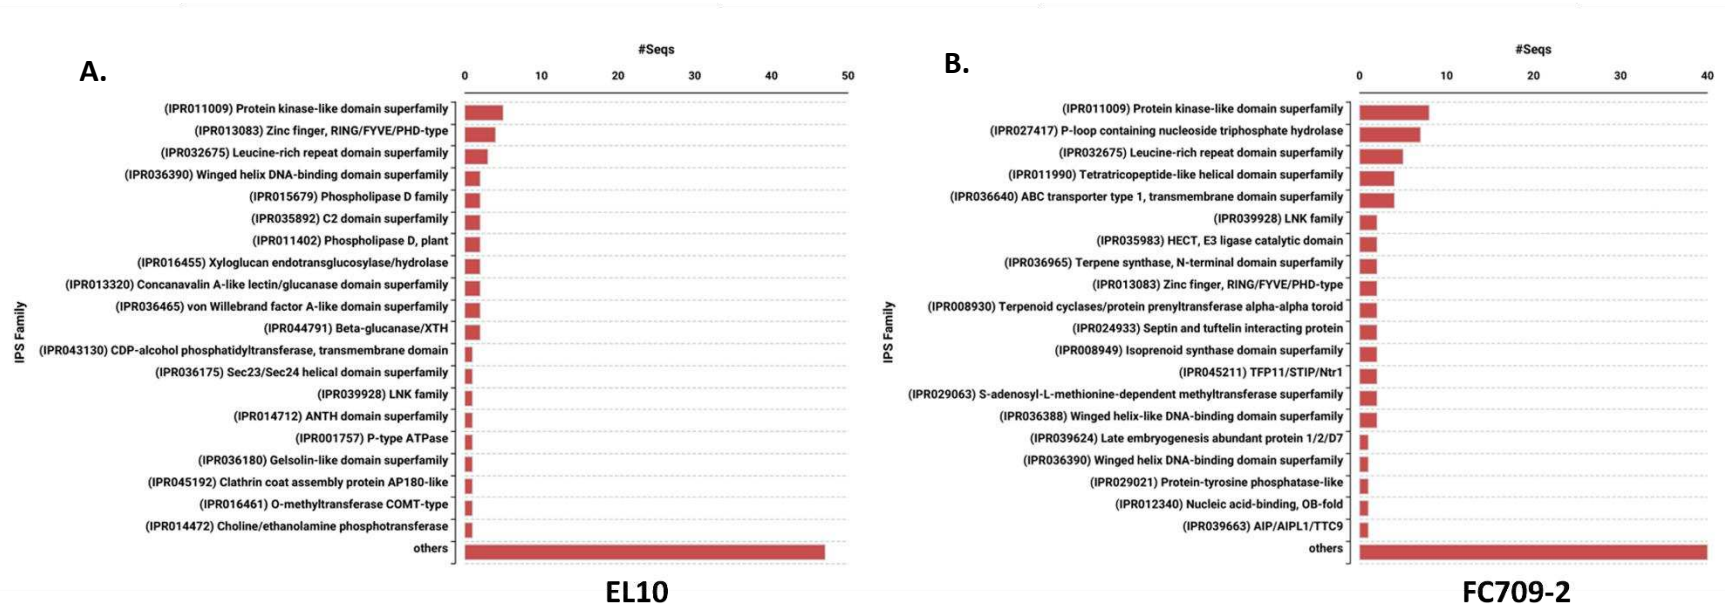 A.
#Seqs
0 10 20 30 40 50
IPS Family
(IPR011009) Protein kinase-like domain superfamily
(IPR013083) Zinc finger, RING/FYVE/PHD-type
(IPR032675) Leucine-rich repeat domain superfamily
(IPR036390) Winged helix DNA-binding domain superfamily
(IPR015679) Phospholipase D family
(IPR035892) C2 domain superfamily
(IPR011402) Phospholipase D, plant
(IPR016455) Xyloglucan endotransglucosylase/hydrolase
(IPR013320) Concanavalin A-like lectin/glucanase domain superfamily
(IPR036465) von Willebrand factor A-like domain superfamily
(IPR044791) Beta-glucanase/XTH
(IPR043130) CDP-alcohol phosphatidyltransferase, transmembrane domain
(IPR036175) Sec23/Sec24 helical domain superfamily
(IPR039928) LNK family
(IPR014712) ANTH domain superfamily
(IPR001757) P-type ATPase
(IPR036180) Gelsolin-like domain superfamily
(IPR045192) Clathrin coat assembly protein AP180-like
(IPR016461) O-methyltransferase COMT-type
(IPR014472) Choline/ethanolamine phosphotransferase
others
EL10
B.
#Seqs
0 10 20 30 40
IPS Family
(IPR011009) Protein kinase-like domain superfamily
(IPR027417) P-loop containing nucleoside triphosphate hydrolase
(IPR032675) Leucine-rich repeat domain superfamily
(IPR011990) Tetratricopeptide-like helical domain superfamily
(IPR036640) ABC transporter type 1, transmembrane domain superfamily
(IPR039928) LNK family
(IPR035983) HECT, E3 ligase catalytic domain
(IPR036965) Terpene synthase, N-terminal domain superfamily
(IPR013083) Zinc finger, RING/FYVE/PHD-type
(IPR008930) Terpenoid cyclases/protein prenyltransferase alpha-alpha toroid
(IPR024933) Septin and tuftelin interacting protein
(IPR008949) Isoprenoid synthase domain superfamily
(IPR045211) TFP11/STIP/Ntr1
(IPR029063) S-adenosyl-L-methionine-dependent methyltransferase superfamily
(IPR036388) Winged helix-like DNA-binding domain superfamily
(IPR039624) Late embryogenesis abundant protein 1/2/D7
(IPR036390) Winged helix DNA-binding domain superfamily
(IPR029021) Protein-tyrosine phosphatase-like
(IPR012340) Nucleic acid-binding, OB-fold
(IPR039663) AIP/AIPL1/TTC9
others
FC709-2